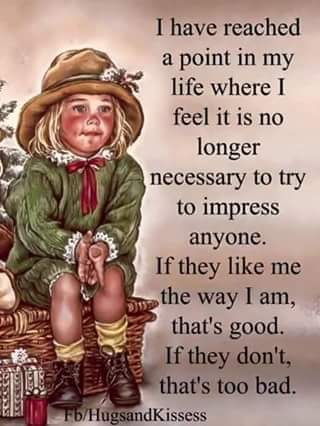 I have reached
a point in my
life where I
feel it is no
longer
necessary to try
to impress
anyone.
If they like me
the way I am,
that's good.
If they don't,
that's too bad.
Fb/HugsandKissess